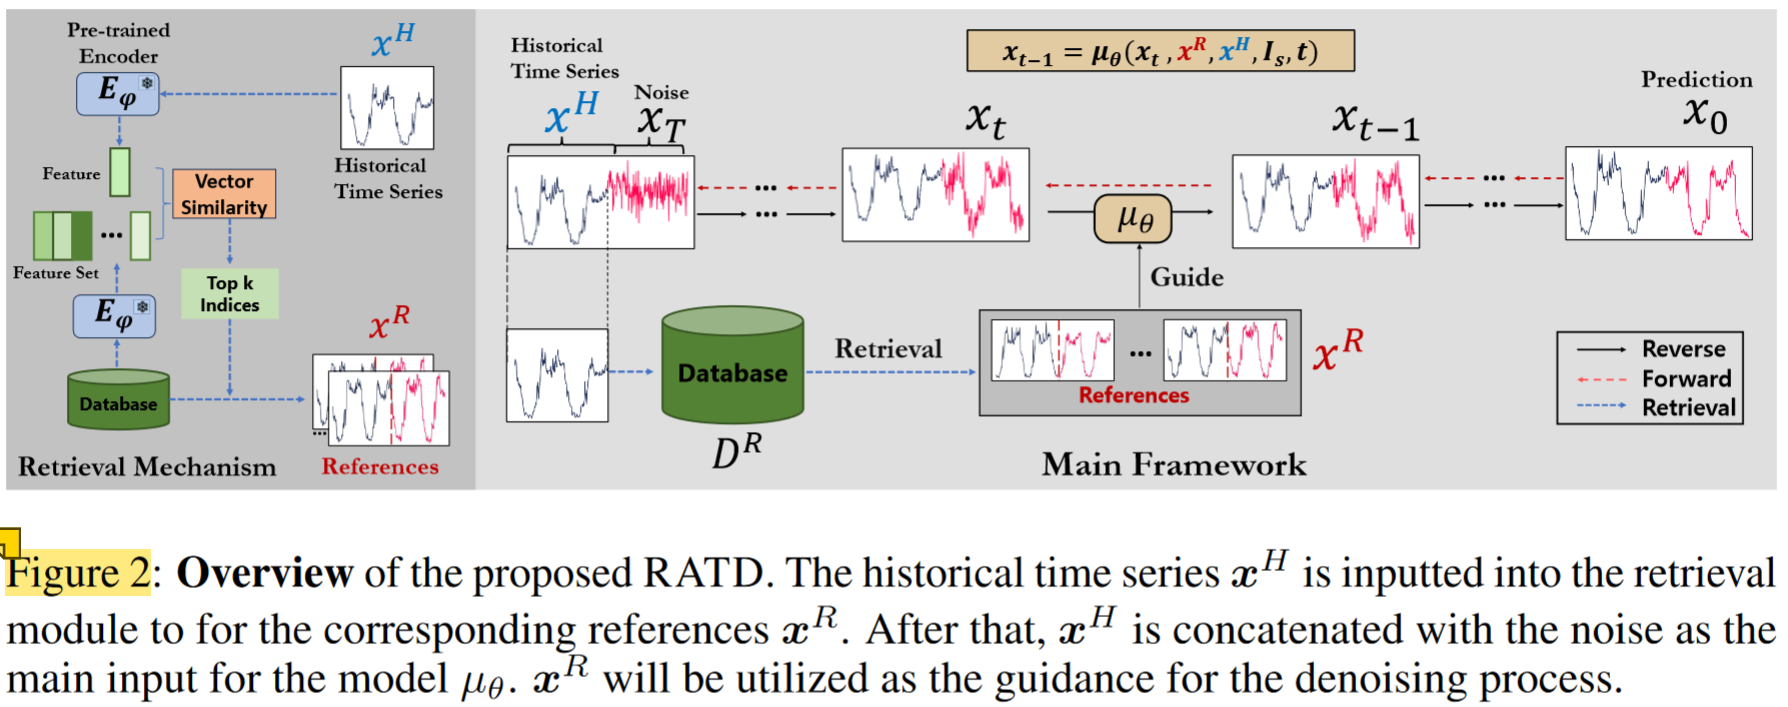 Pre-trained
Encoder
x^H
E_φ
Historical
Time Series
Feature
Vector
Similarity
...
Feature Set
Top k
Indices
E_φ
x^R
Database
...
Retrieval Mechanism
References
Historical
Time Series
x^H
Noise
x_T
x_{t-1} = μ_θ(x_t, x^R, x^H, I_s, t)
x_t
x_{t-1}
Prediction
x_0
...
...
μ_θ
...
...
Guide
Database
D^R
Retrieval
...
References
x^R
Reverse
Forward
Retrieval
Main Framework
Figure 2: Overview of the proposed RATD. The historical time series x^H is inputted into the retrieval
module to for the corresponding references x^R. After that, x^H is concatenated with the noise as the
main input for the model μ_θ. x^R will be utilized as the guidance for the denoising process.